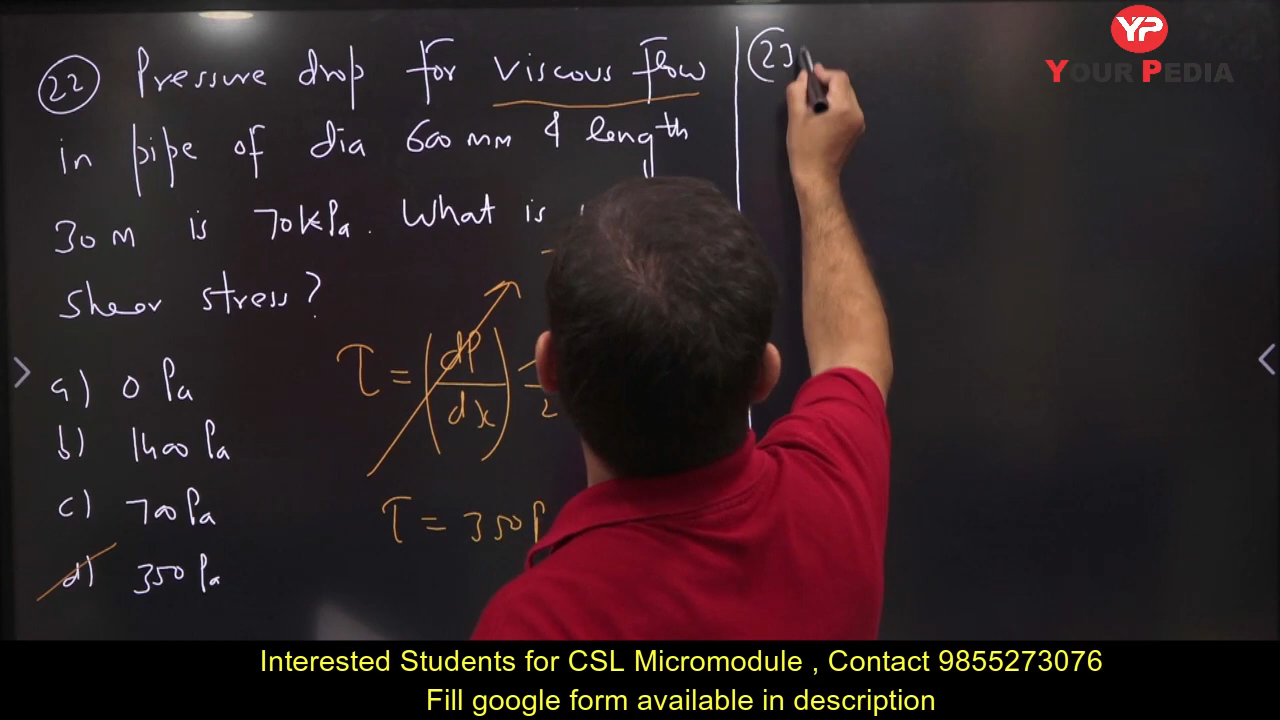 22 Pressure drop for viscous flow
in pipe of dia 600 mm & length
30 m is 70kPa. What is
shear stress?
a) 0 Pa
b) 1400 Pa
c) 700 Pa
d) 350 Pa
τ = (dP/dx) =
2
τ = 350 P
(23
YP
YOUR PEDIA
Interested Students for CSL Micromodule , Contact 9855273076
Fill google form available in description